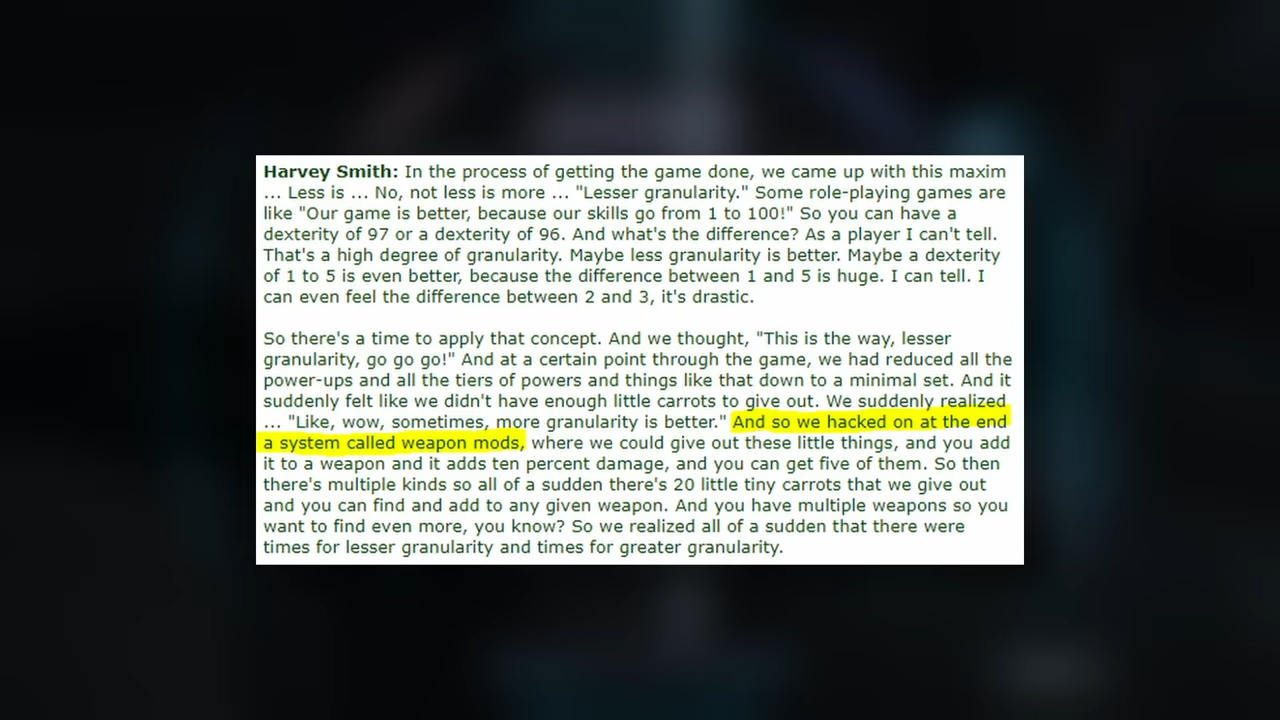 Harvey Smith: In the process of getting the game done, we came up with this maxim
... Less is ... No, not less is more ... "Lesser granularity." Some role-playing games are
like "Our game is better, because our skills go from 1 to 100!" So you can have a
dexterity of 97 or a dexterity of 96. And what's the difference? As a player I can't tell.
That's a high degree of granularity. Maybe less granularity is better. Maybe a dexterity
of 1 to 5 is even better, because the difference between 1 and 5 is huge. I can tell. I
can even feel the difference between 2 and 3, it's drastic.
So there's a time to apply that concept. And we thought, "This is the way, lesser
granularity, go go go!" And at a certain point through the game, we had reduced all the
power-ups and all the tiers of powers and things like that down to a minimal set. And it
suddenly felt like we didn't have enough little carrots to give out. We suddenly realized
... "Like, wow, sometimes, more granularity is better." And so we hacked on at the end
a system called weapon mods, where we could give out these little things, and you add
it to a weapon and it adds ten percent damage, and you can get five of them. So then
there's multiple kinds so all of a sudden there's 20 little tiny carrots that we give out
and you can find and add to any given weapon. And you have multiple weapons so you
want to find even more, you know? So we realized all of a sudden that there were
times for lesser granularity and times for greater granularity.